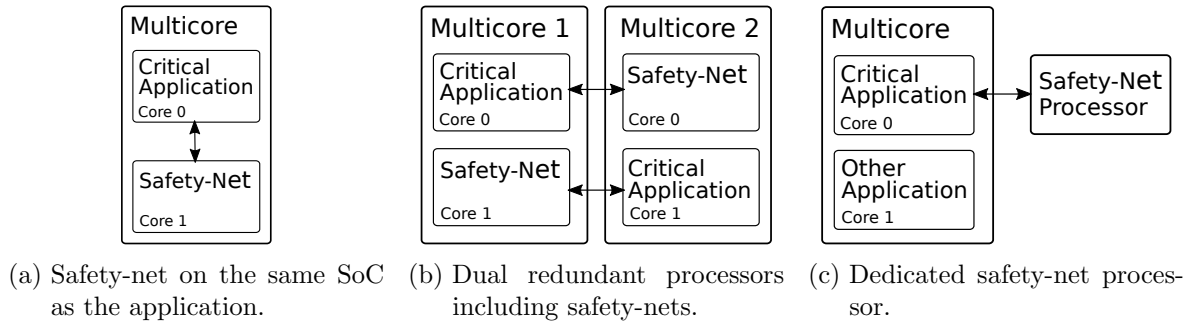 Multicore
Critical
Application
Core 0
Safety-Net
Core 1
(a) Safety-net on the same SoC
as the application.
Multicore 1
Critical
Application
Core 0
Safety-Net
Core 1
Multicore 2
Safety-Net
Core 0
Critical
Application
Core 1
(b) Dual redundant processors
including safety-nets.
Multicore
Critical
Application
Core 0
Other
Application
Core 1
Safety-Net
Processor
(c) Dedicated safety-net proces-
sor.